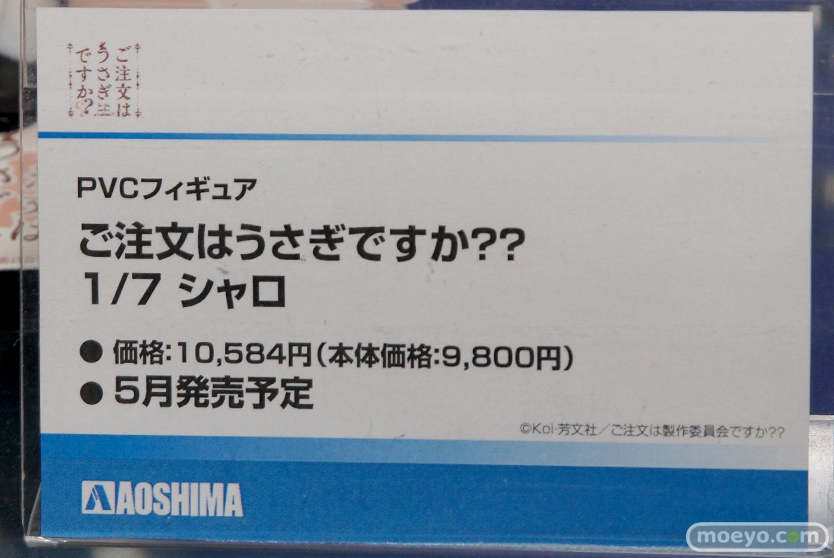 ご注文は
うさぎ
ですか?
PVCフィギュア
ご注文はうさぎですか??
1/7 シャロ
● 価格:10,584円(本体価格:9,800円)
● 5月発売予定
©Koi・芳文社／ご注文は製作委員会ですか??
AOSHIMA
moeyo.com